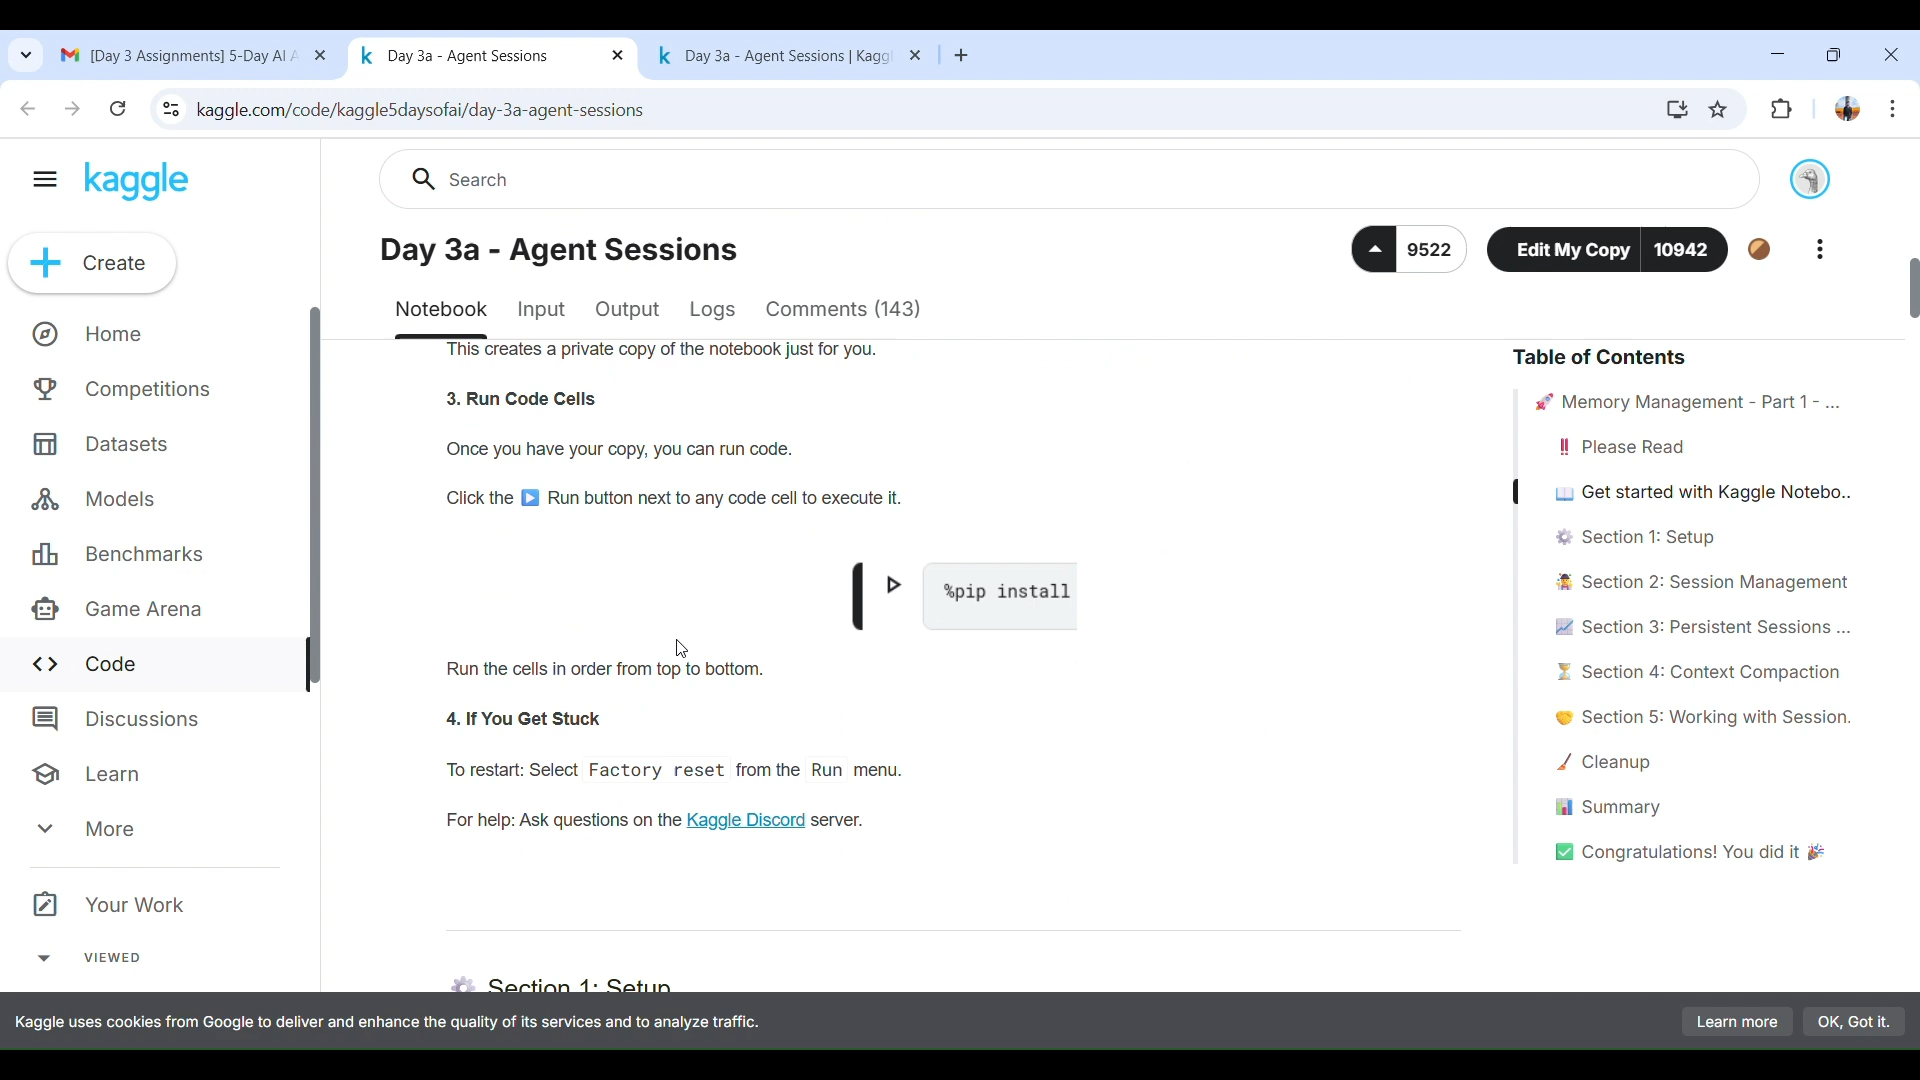 [Day 3 Assignments] 5-Day AI A
Day 3a - Agent Sessions
Day 3a - Agent Sessions | Kaggl
kaggle.com/code/kaggle5daysofai/day-3a-agent-sessions
kaggle
Search
Create
Home
Competitions
Datasets
Models
Benchmarks
Game Arena
Code
Discussions
Learn
More
Your Work
VIEWED
Day 3a - Agent Sessions
9522
Edit My Copy 10942
Notebook Input Output Logs Comments (143)
This creates a private copy of the notebook just for you.
3. Run Code Cells
Once you have your copy, you can run code.
Click the ▶️ Run button next to any code cell to execute it.
%pip install
Run the cells in order from top to bottom.
4. If You Get Stuck
To restart: Select Factory reset from the Run menu.
For help: Ask questions on the Kaggle Discord server.
⚙️ Section 1: Setup
Table of Contents
🚀 Memory Management - Part 1 - ...
‼️ Please Read
📖 Get started with Kaggle Notebo..
⚙️ Section 1: Setup
Section 2: Session Management
📈 Section 3: Persistent Sessions ...
⏳ Section 4: Context Compaction
🤝 Section 5: Working with Session.
🧹 Cleanup
📊 Summary
✅ Congratulations! You did it 🎉
Kaggle uses cookies from Google to deliver and enhance the quality of its services and to analyze traffic.
Learn more
OK, Got it.